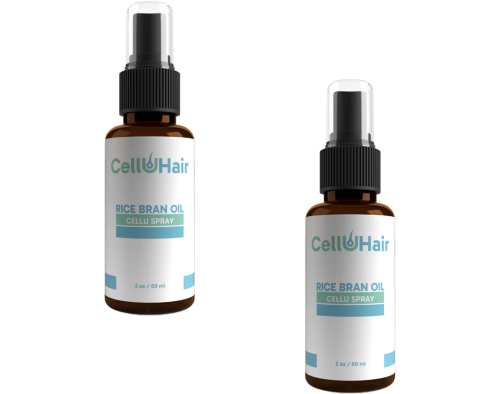 CellUHair
RICE BRAN OIL
CELLU SPRAY
2 oz / 60 ml
CellUHair
RICE BRAN OIL
CELLU SPRAY
2 oz / 60 ml